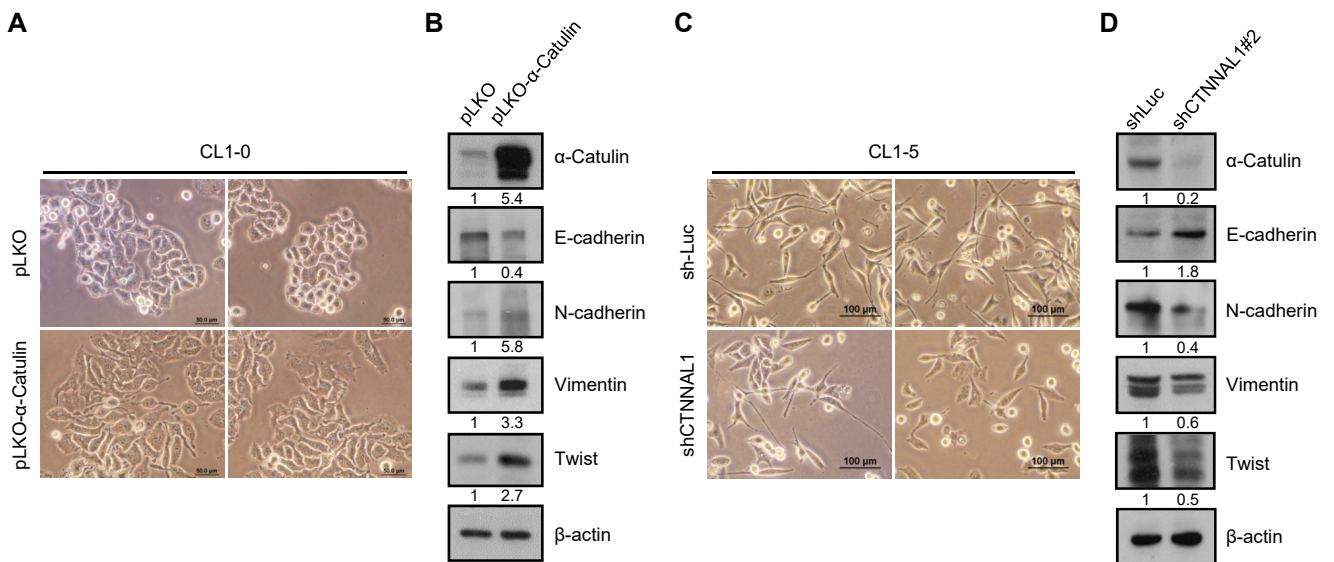 A
CL1-0
pLKO
pLKO-α-Catulin
50.0 µm
50.0 µm
50.0 µm
50.0 µm
B
pLKO
pLKO-α-Catulin
α-Catulin
1 5.4
E-cadherin
1 0.4
N-cadherin
1 5.8
Vimentin
1 3.3
Twist
1 2.7
β-actin
C
CL1-5
sh-Luc
shCTNNAL1
100 µm
100 µm
100 µm
100 µm
D
shLuc
shCTNNAL1#2
α-Catulin
1 0.2
E-cadherin
1 1.8
N-cadherin
1 0.4
Vimentin
1 0.6
Twist
1 0.5
β-actin